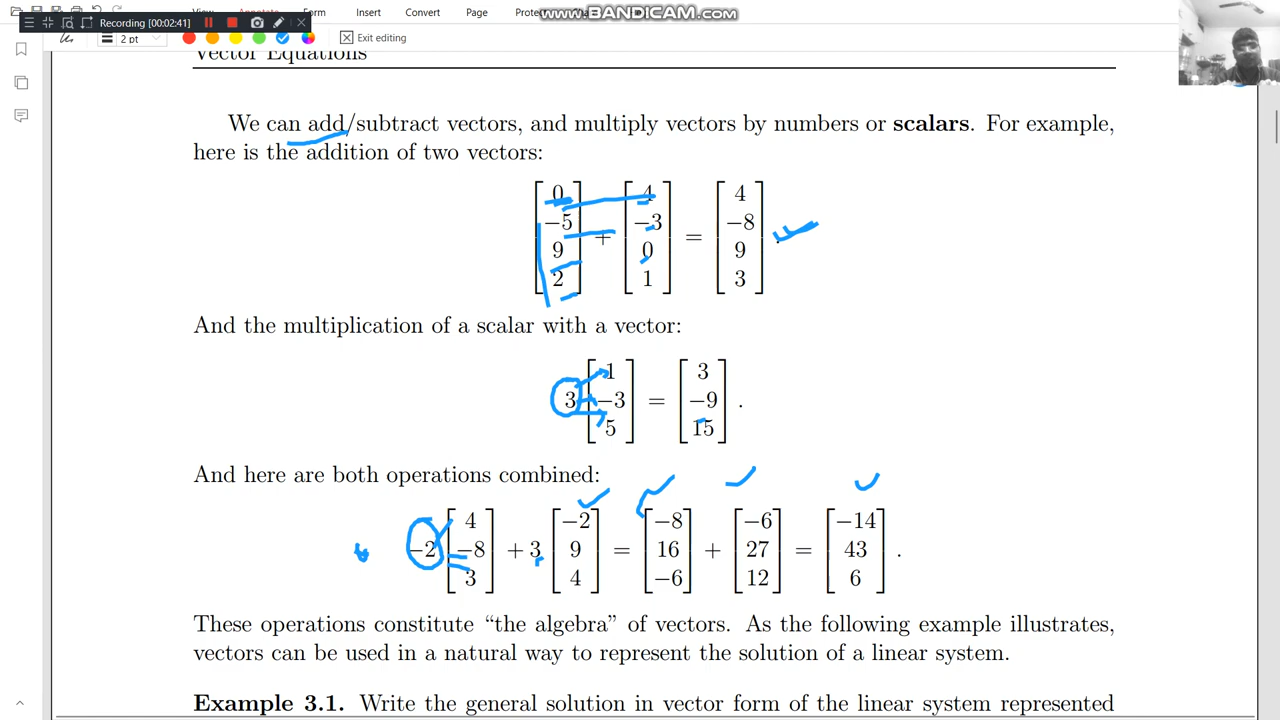 Annotate Form Insert Convert Page Prote www.BANDICAM.com
Recording [00:02:41]
2 pt Exit editing
Vector Equations
We can add/subtract vectors, and multiply vectors by numbers or scalars. For example,
here is the addition of two vectors:
[0 −5 9 2] + [4 −3 0 1] = [4 −8 9 3].
And the multiplication of a scalar with a vector:
3 [1 −3 5] = [3 −9 15].
And here are both operations combined:
−2 [4 −8 3] + 3 [−2 9 4] = [−8 16 −6] + [−6 27 12] = [−14 43 6].
These operations constitute “the algebra” of vectors. As the following example illustrates,
vectors can be used in a natural way to represent the solution of a linear system.
Example 3.1. Write the general solution in vector form of the linear system represented